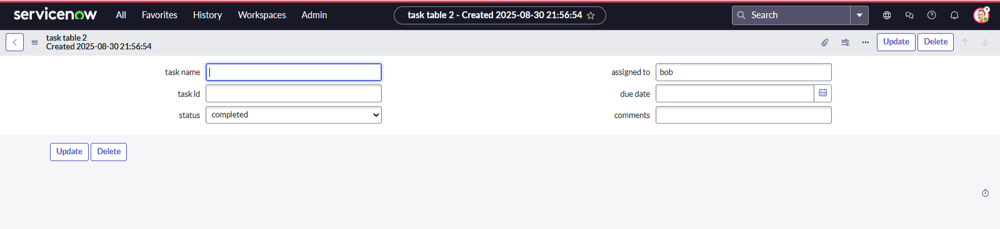 servicenow All Favorites History Workspaces Admin task table 2 - Created 2025-08-30 21:56:54 Search
task table 2
Created 2025-08-30 21:56:54
Update Delete
task name
assigned to bob
task id
due date
status completed
comments
Update Delete